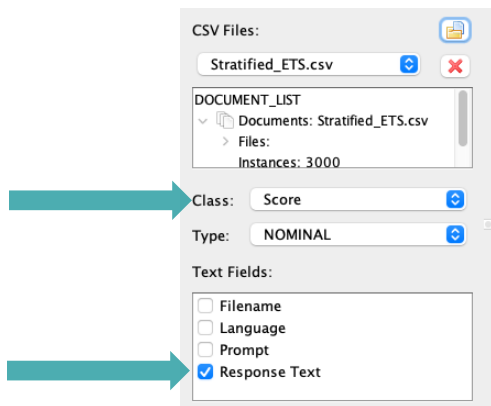 CSV Files:
Stratified_ETS.csv
DOCUMENT_LIST
Documents: Stratified_ETS.csv
Files:
Instances: 3000
Class: Score
Type: NOMINAL
Text Fields:
Filename
Language
Prompt
Response Text